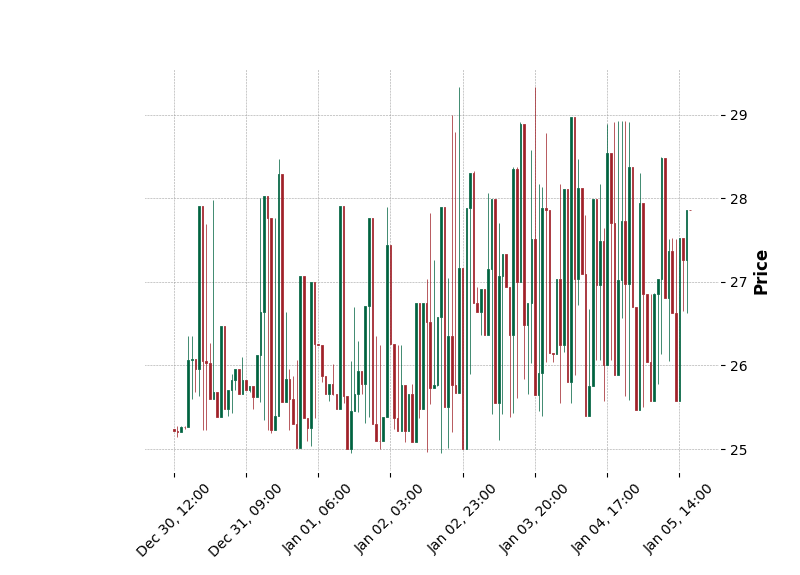 29
28
27
26
25
Price
Dec 30, 12:00
Dec 31, 09:00
Jan 01, 06:00
Jan 02, 03:00
Jan 02, 23:00
Jan 03, 20:00
Jan 04, 17:00
Jan 05, 14:00